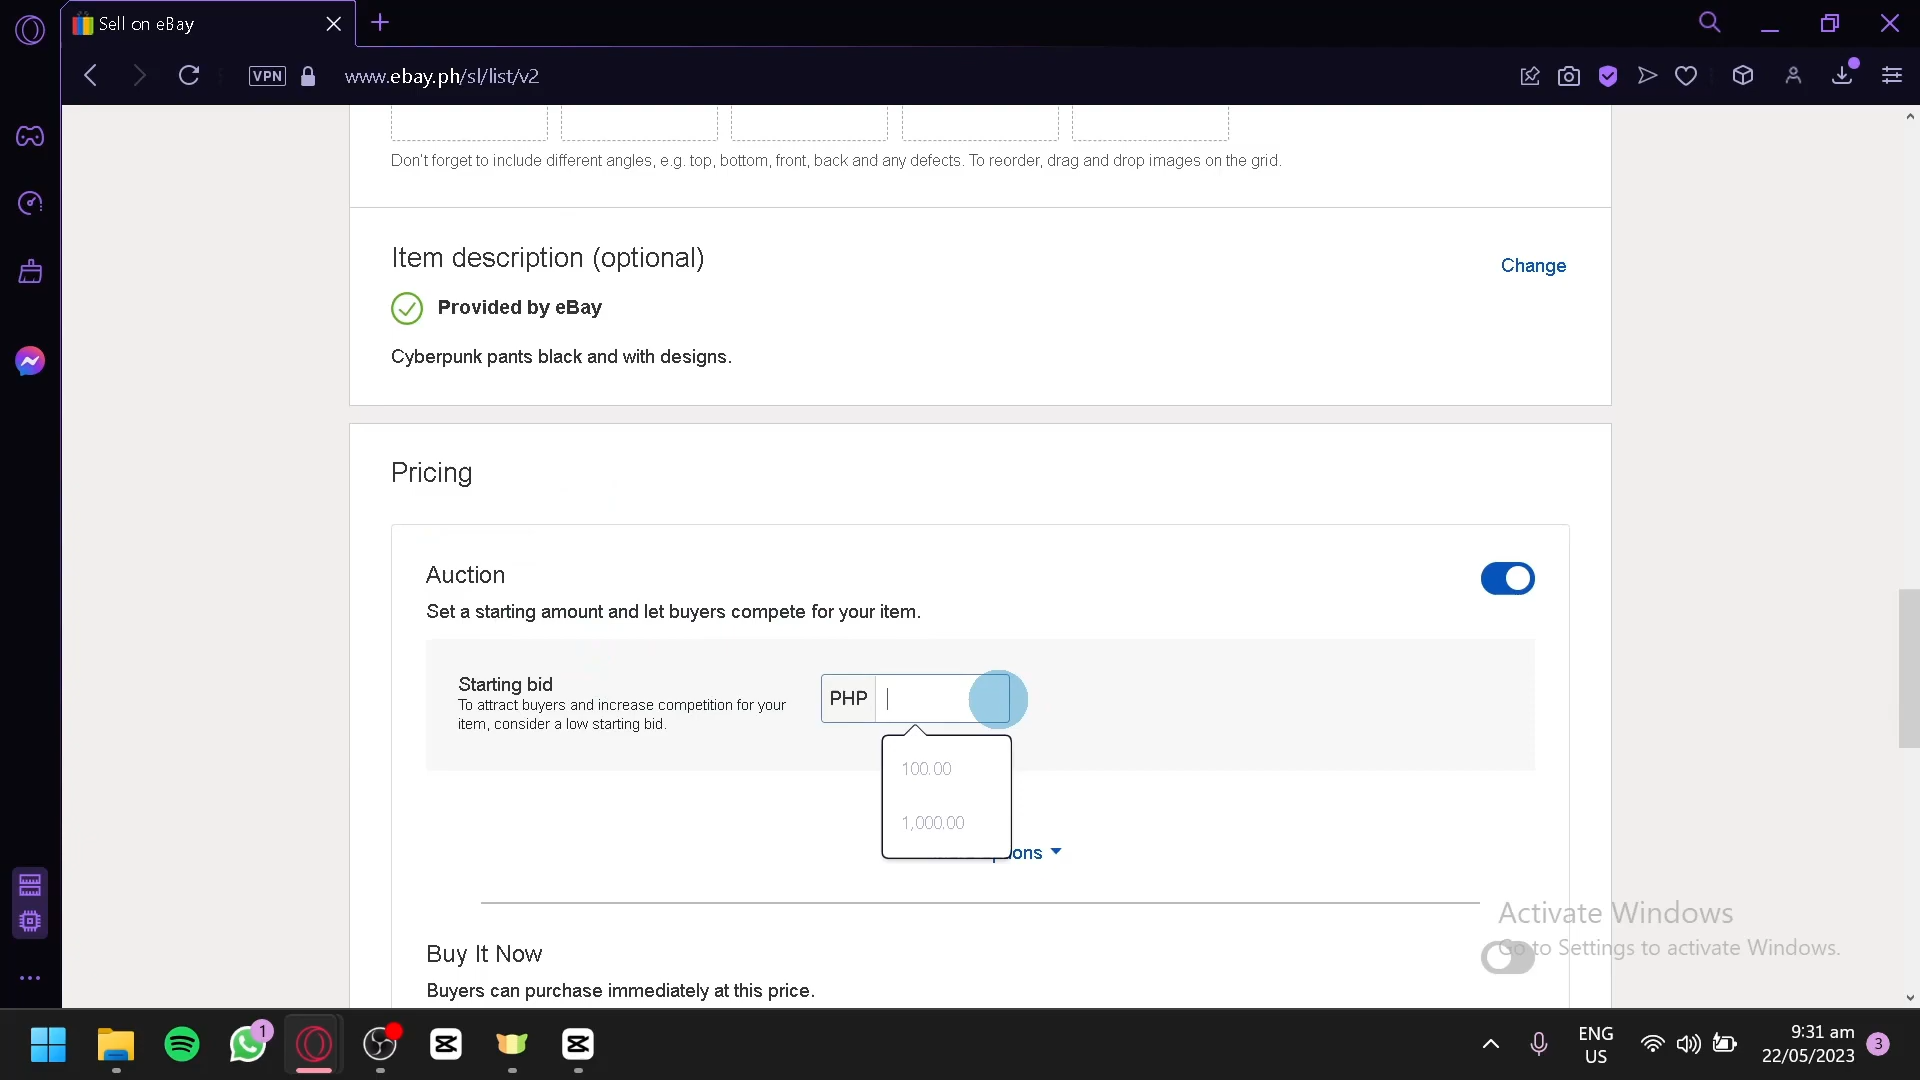 Sell on eBay
VPN
www.ebay.ph/sl/list/v2
Don't forget to include different angles, e.g. top, bottom, front, back and any defects. To reorder, drag and drop images on the grid.
Item description (optional)
Change
Provided by eBay
Cyberpunk pants black and with designs.
Pricing
Auction
Set a starting amount and let buyers compete for your item.
Starting bid
To attract buyers and increase competition for your
item, consider a low starting bid.
PHP
100.00
1,000.00
Activate Windows
Go to Settings to activate Windows.
Buy It Now
Buyers can purchase immediately at this price.
1
ENG
US
9:31 am
22/05/2023
3